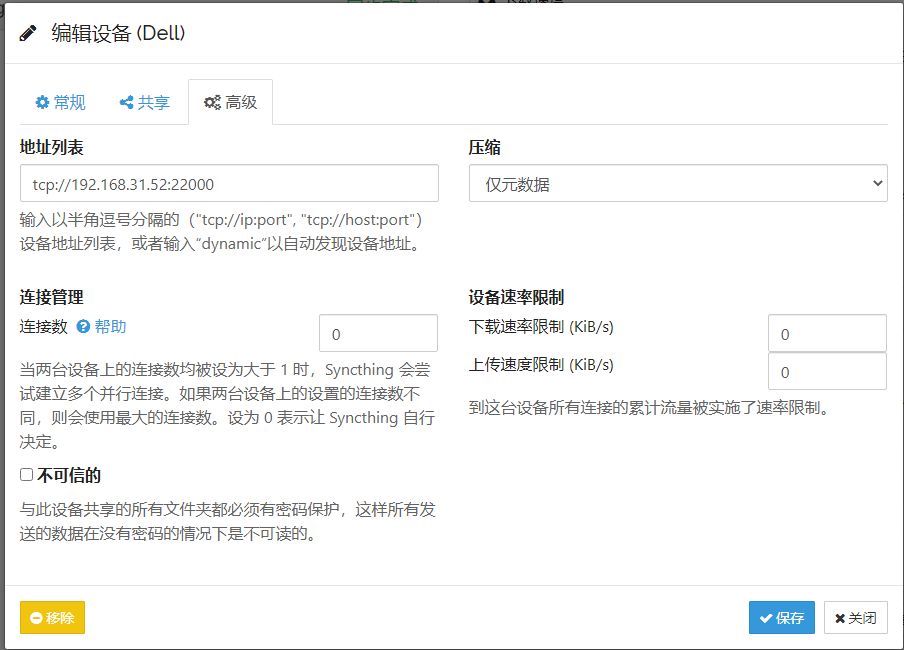 编辑设备 (Dell)
常规
共享
高级
地址列表
tcp://192.168.31.52:22000
输入以半角逗号分隔的（"tcp://ip:port", "tcp://host:port"）
设备地址列表，或者输入“dynamic”以自动发现设备地址。
压缩
仅元数据
连接管理
连接数 帮助
0
当两台设备上的连接数均被设为大于 1 时，Syncthing 会尝
试建立多个并行连接。如果两台设备上的设置的连接数不
同，则会使用最大的连接数。设为 0 表示让 Syncthing 自行
决定。
不可信的
与此设备共享的所有文件夹都必须有密码保护，这样所有发
送的数据在没有密码的情况下是不可读的。
设备速率限制
下载速率限制 (KiB/s)
0
上传速度限制 (KiB/s)
0
到这台设备所有连接的累计流量被实施了速率限制。
移除
保存
关闭